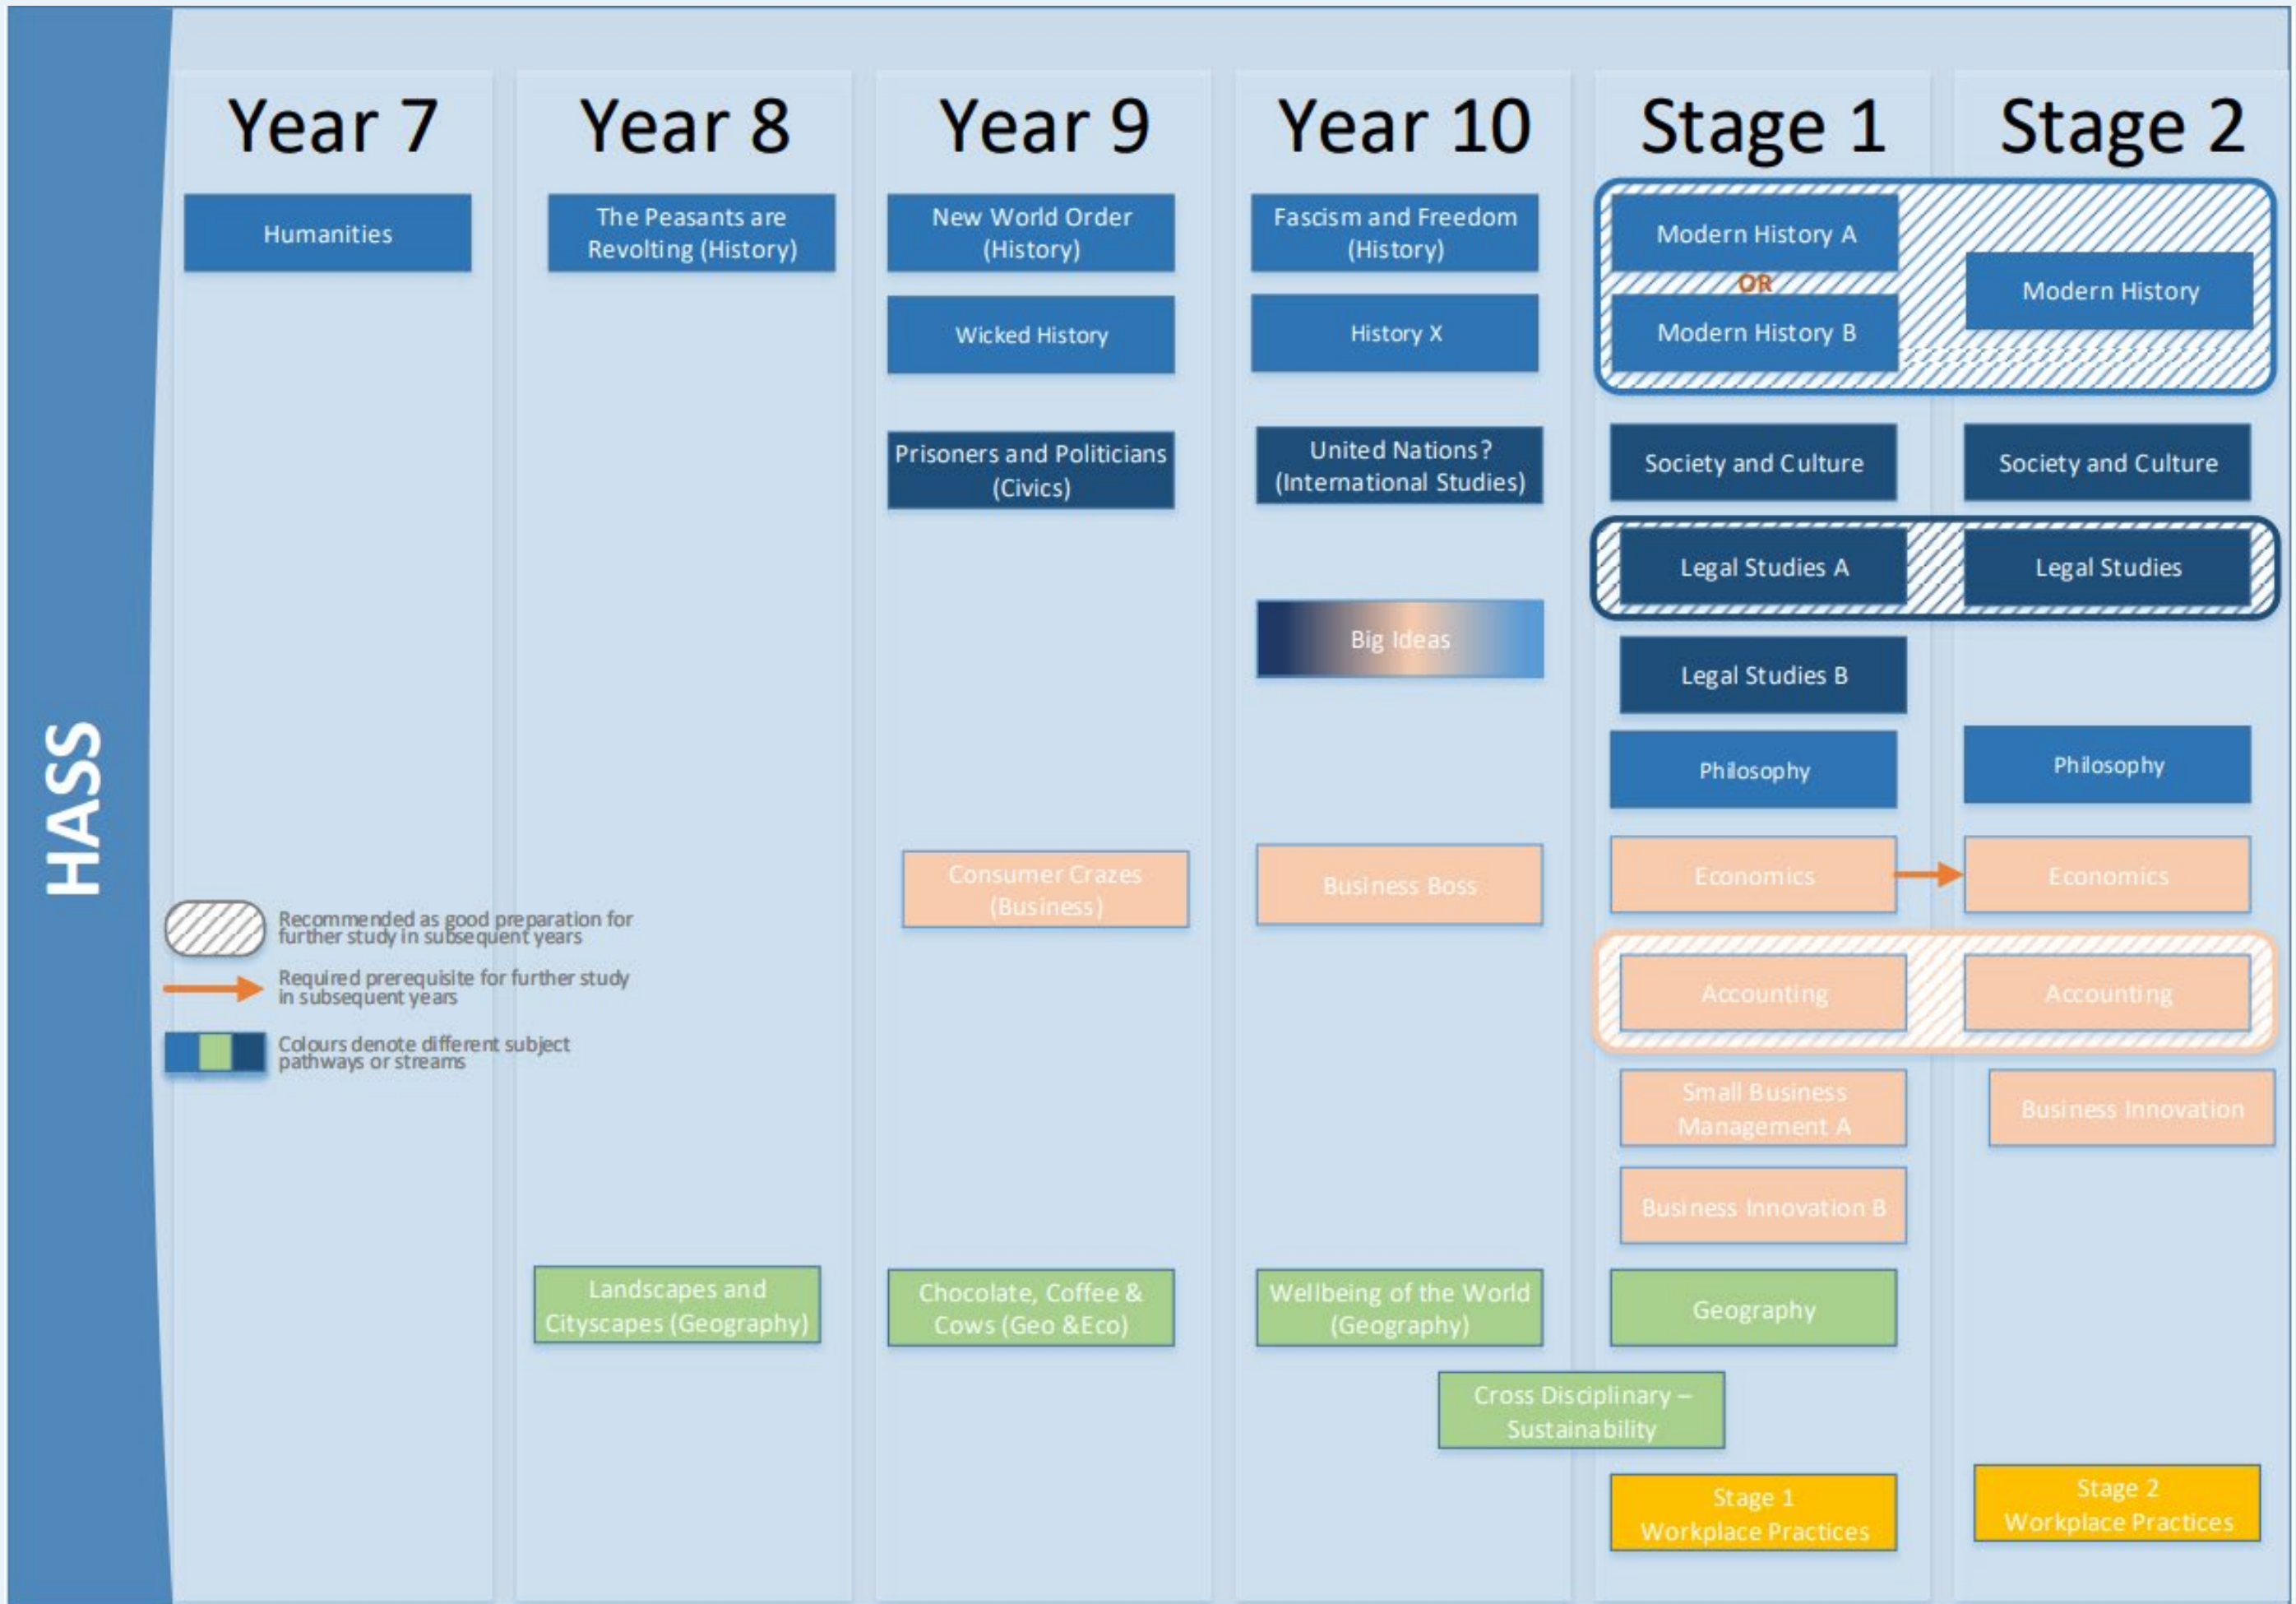 HASS
Year 7
Year 8
Year 9
Year 10
Stage 1
Stage 2
Humanities
The Peasants are
Revolting (History)
New World Order
(History)
Fascism and Freedom
(History)
Modern History A
OR
Modern History B
Modern History
Wicked History
History X
Prisoners and Politicians
(Civics)
United Nations?
(International Studies)
Society and Culture
Society and Culture
Legal Studies A
Legal Studies
Big Ideas
Legal Studies B
Philosophy
Philosophy
Consumer Crazes
(Business)
Business Boss
Economics
Economics
Recommended as good preparation for
further study in subsequent years
Required prerequisite for further study
in subsequent years
Colours denote different subject
pathways or streams
Accounting
Accounting
Small Business
Management A
Business Innovation
Business Innovation B
Landscapes and
Cityscapes (Geography)
Chocolate, Coffee &
Cows (Geo &Eco)
Wellbeing of the World
(Geography)
Geography
Cross Disciplinary –
Sustainability
Stage 1
Workplace Practices
Stage 2
Workplace Practices